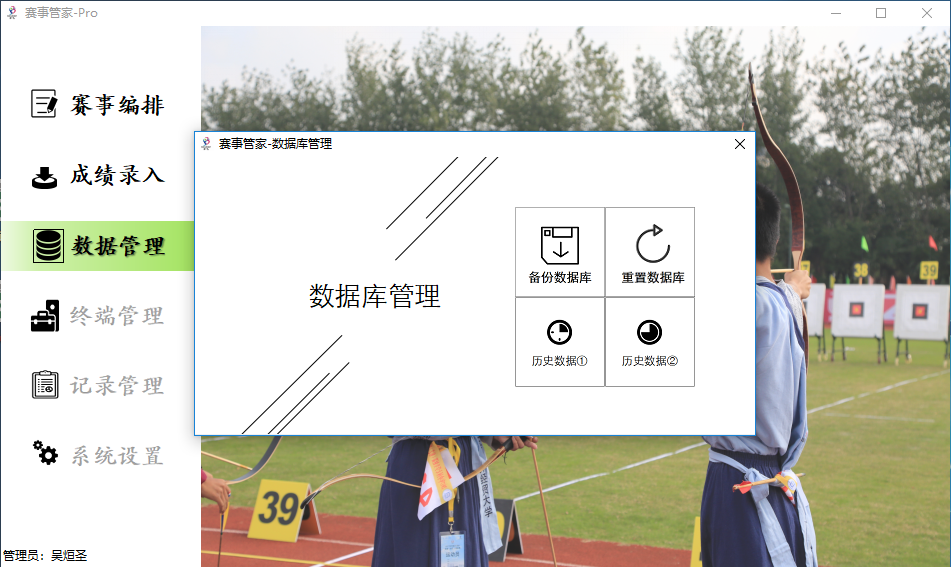 赛事管家-Pro
赛事编排
成绩录入
数据管理
终端管理
记录管理
系统设置
管理员：吴烜圣
赛事管家-数据库管理
数据库管理
备份数据库
重置数据库
历史数据①
历史数据②
38
39
39
大学